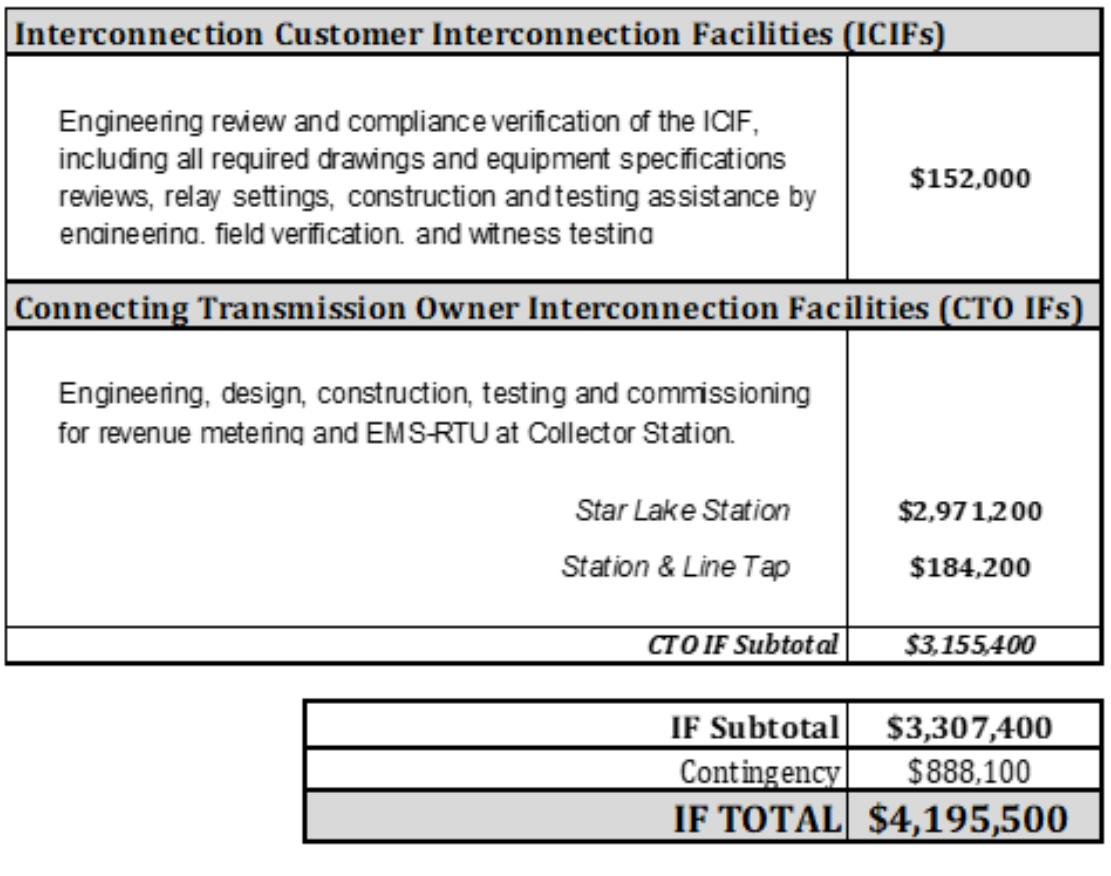 Interconnection Customer Interconnection Facilities (ICIFs)
Engineering review and compliance verification of the ICIF,
including all required drawings and equipment specifications
reviews, relay settings, construction and testing assistance by
engineering, field verification, and witness testing
$152,000
Connecting Transmission Owner Interconnection Facilities (CTO IFs)
Engineering, design, construction, testing and commissioning
for revenue metering and EMS-RTU at Collector Station.
Star Lake Station $2,971,200
Station & Line Tap $184,200
CTO IF Subtotal $3,155,400
IF Subtotal $3,307,400
Contingency $888,100
IF TOTAL $4,195,500